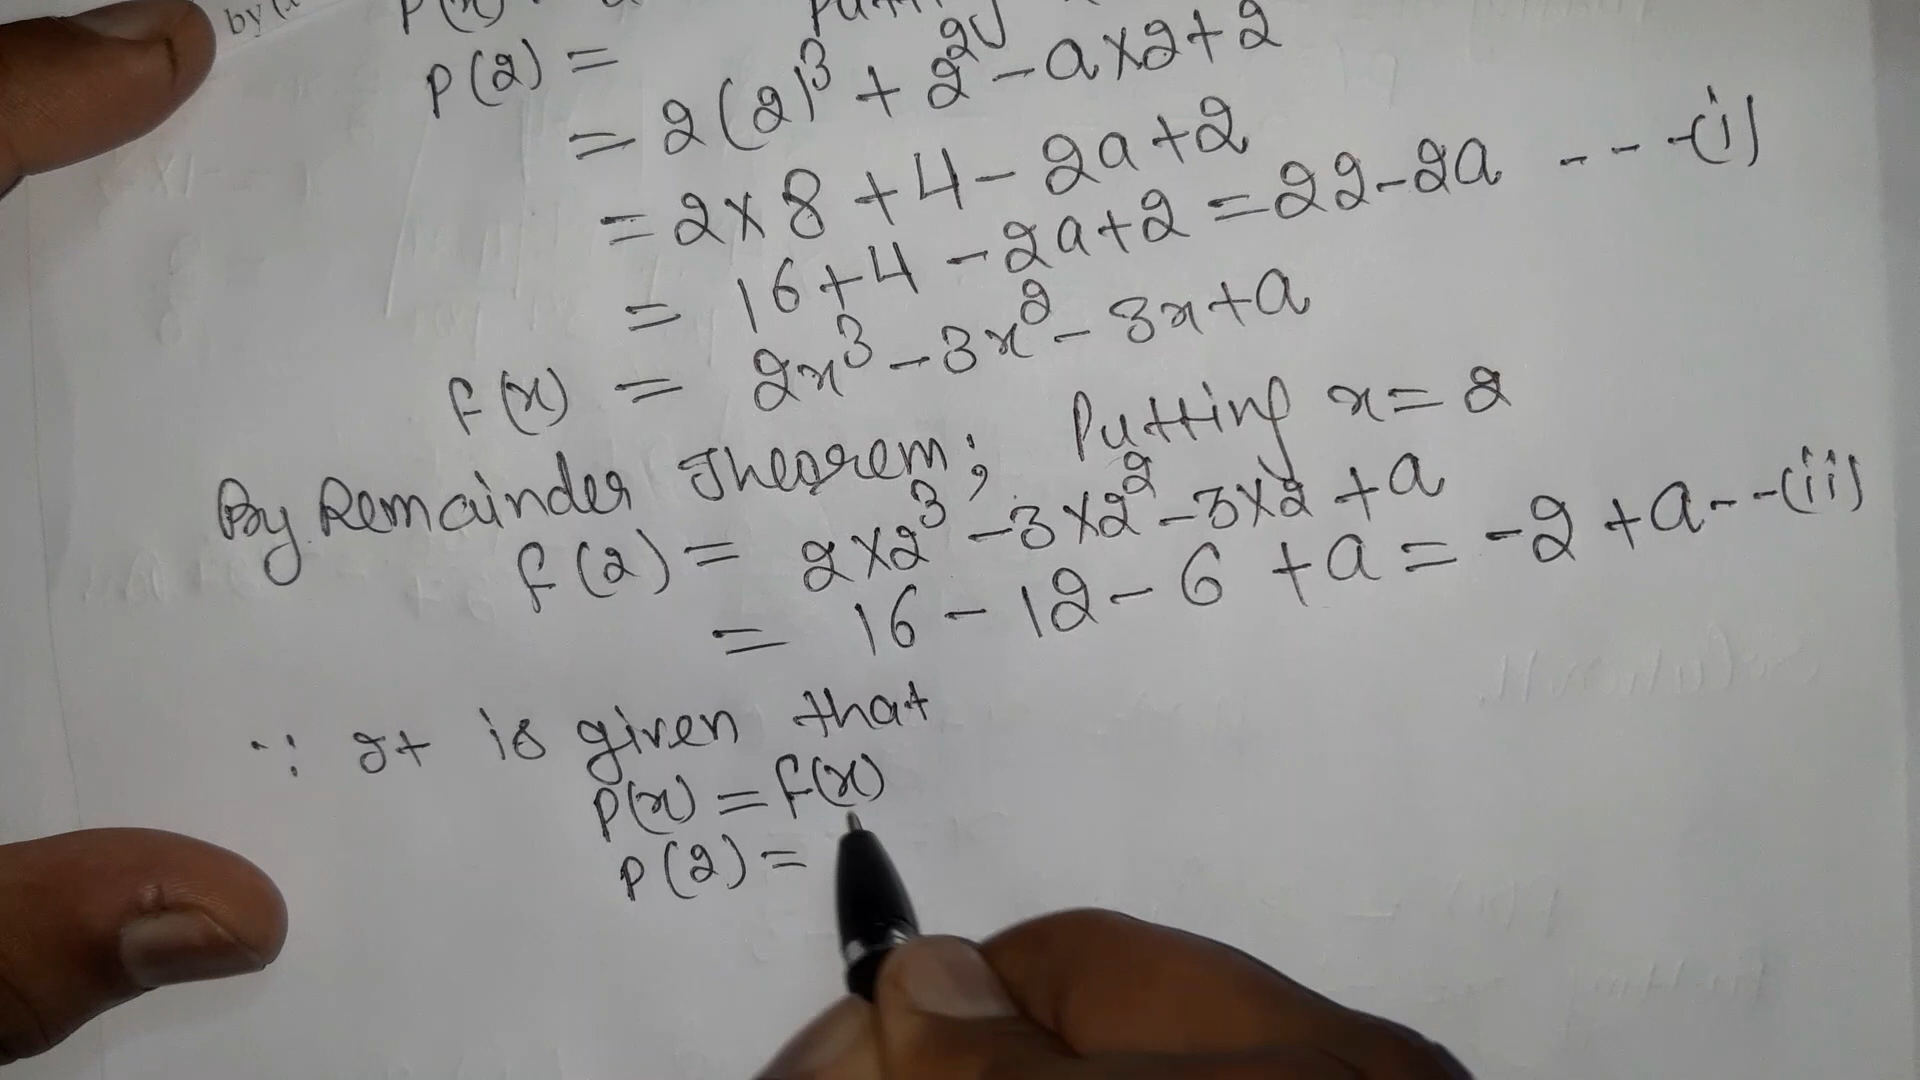 by (x
P(x)
P(2) =
= 2(2)³ + 2² - a×2+2
= 2×8 +4- 2a+2
= 16+4 -2a+2 = 22-2a ---(i)
f(x) = 2x³-3x²-3x+a
By Remainder Theorem; Putting x=2
f(2) = 2×2³-3×2²-3×2+a
= 16-12-6+a = -2+a--(ii)
∵ It is given that
P(x) = f(x)
P(2) =